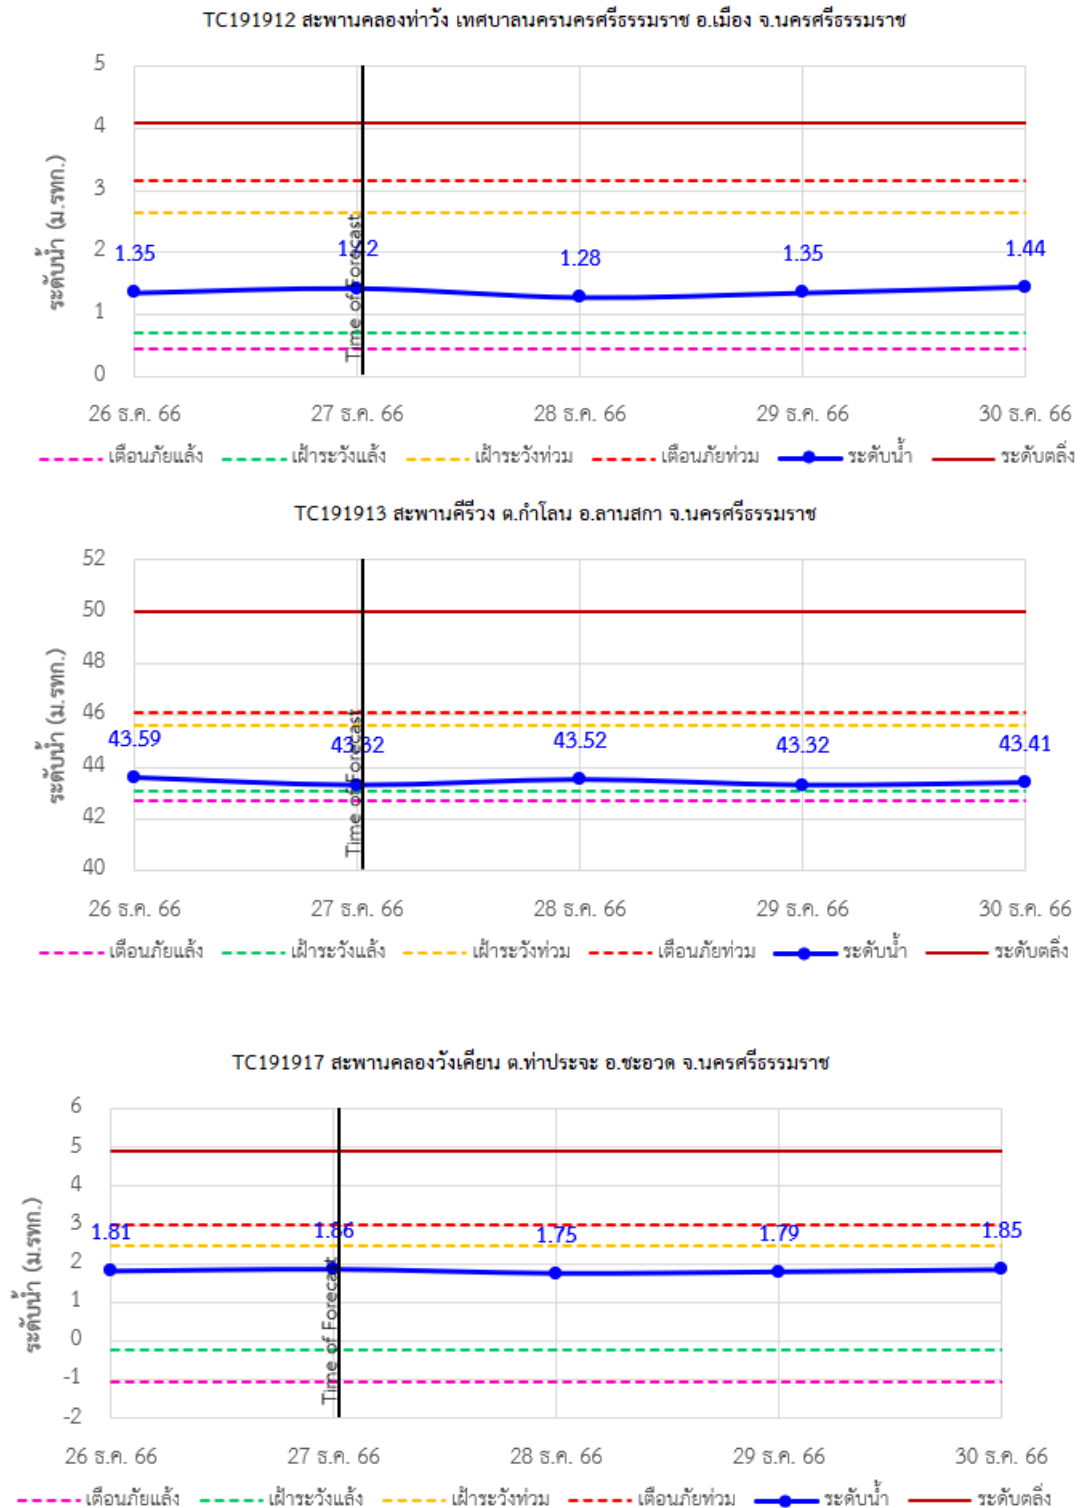 TC191912 สะพานคลองท่าวัง เทศบาลนครนครศรีธรรมราช อ.เมือง จ.นครศรีธรรมราช
5
4
3
2
1
0
ระดับน้ำ (ม.รทก.)
1.35
1.42
1.28
1.35
1.44
Time of Forecast
26 ธ.ค. 66
27 ธ.ค. 66
28 ธ.ค. 66
29 ธ.ค. 66
30 ธ.ค. 66
เตือนภัยแล้ง เฝ้าระวังแล้ง เฝ้าระวังท่วม เตือนภัยท่วม ระดับน้ำ ระดับตลิ่ง
TC191913 สะพานคีรีวง ต.กำโลน อ.ลานสกา จ.นครศรีธรรมราช
52
50
48
46
44
42
40
ระดับน้ำ (ม.รทก.)
43.59
43.32
43.52
43.32
43.41
Time of Forecast
26 ธ.ค. 66
27 ธ.ค. 66
28 ธ.ค. 66
29 ธ.ค. 66
30 ธ.ค. 66
เตือนภัยแล้ง เฝ้าระวังแล้ง เฝ้าระวังท่วม เตือนภัยท่วม ระดับน้ำ ระดับตลิ่ง
TC191917 สะพานคลองวังเคียน ต.ท่าประจะ อ.ชะอวด จ.นครศรีธรรมราช
6
5
4
3
2
1
0
-1
-2
ระดับน้ำ (ม.รทก.)
1.81
1.86
1.75
1.79
1.85
Time of Forecast
26 ธ.ค. 66
27 ธ.ค. 66
28 ธ.ค. 66
29 ธ.ค. 66
30 ธ.ค. 66
เตือนภัยแล้ง เฝ้าระวังแล้ง เฝ้าระวังท่วม เตือนภัยท่วม ระดับน้ำ ระดับตลิ่ง